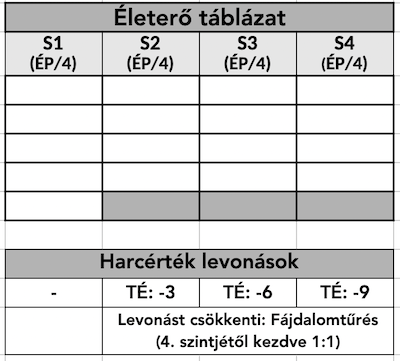 Életerő táblázat
S1 S2 S3 S4
(ÉP/4) (ÉP/4) (ÉP/4) (ÉP/4)
Harcérték levonások
- TÉ: -3 TÉ: -6 TÉ: -9
Levonást csökkenti: Fájdalomtűrés
(4. szintjétől kezdve 1:1)